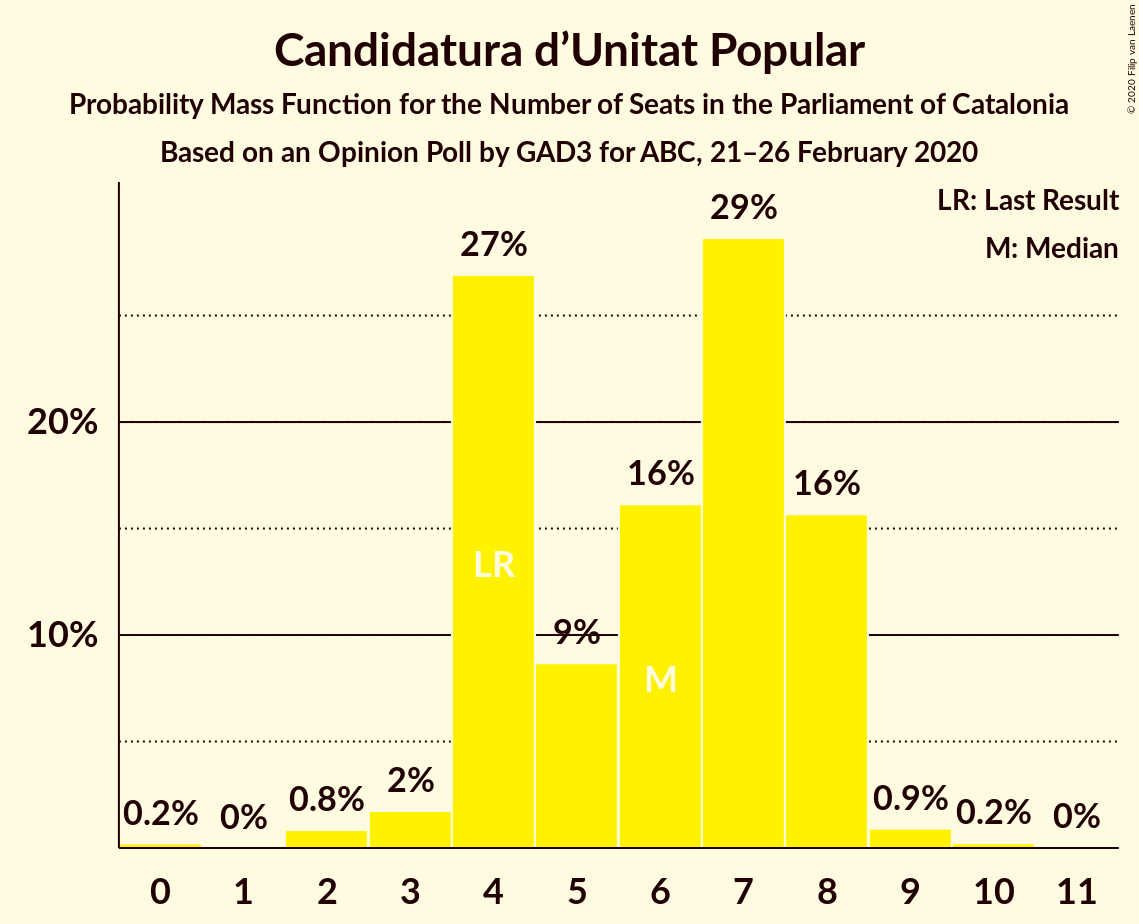 Candidatura d’Unitat Popular
Probability Mass Function for the Number of Seats in the Parliament of Catalonia
Based on an Opinion Poll by GAD3 for ABC, 21–26 February 2020
© 2020 Filip van Laenen
LR: Last Result
M: Median
29%
27%
20%
16%
16%
LR
10%
9%
M
2%
0.8%
0.9%
0.2%
0%
0.2%
0%
0 1 2 3 4 5 6 7 8 9 10 11